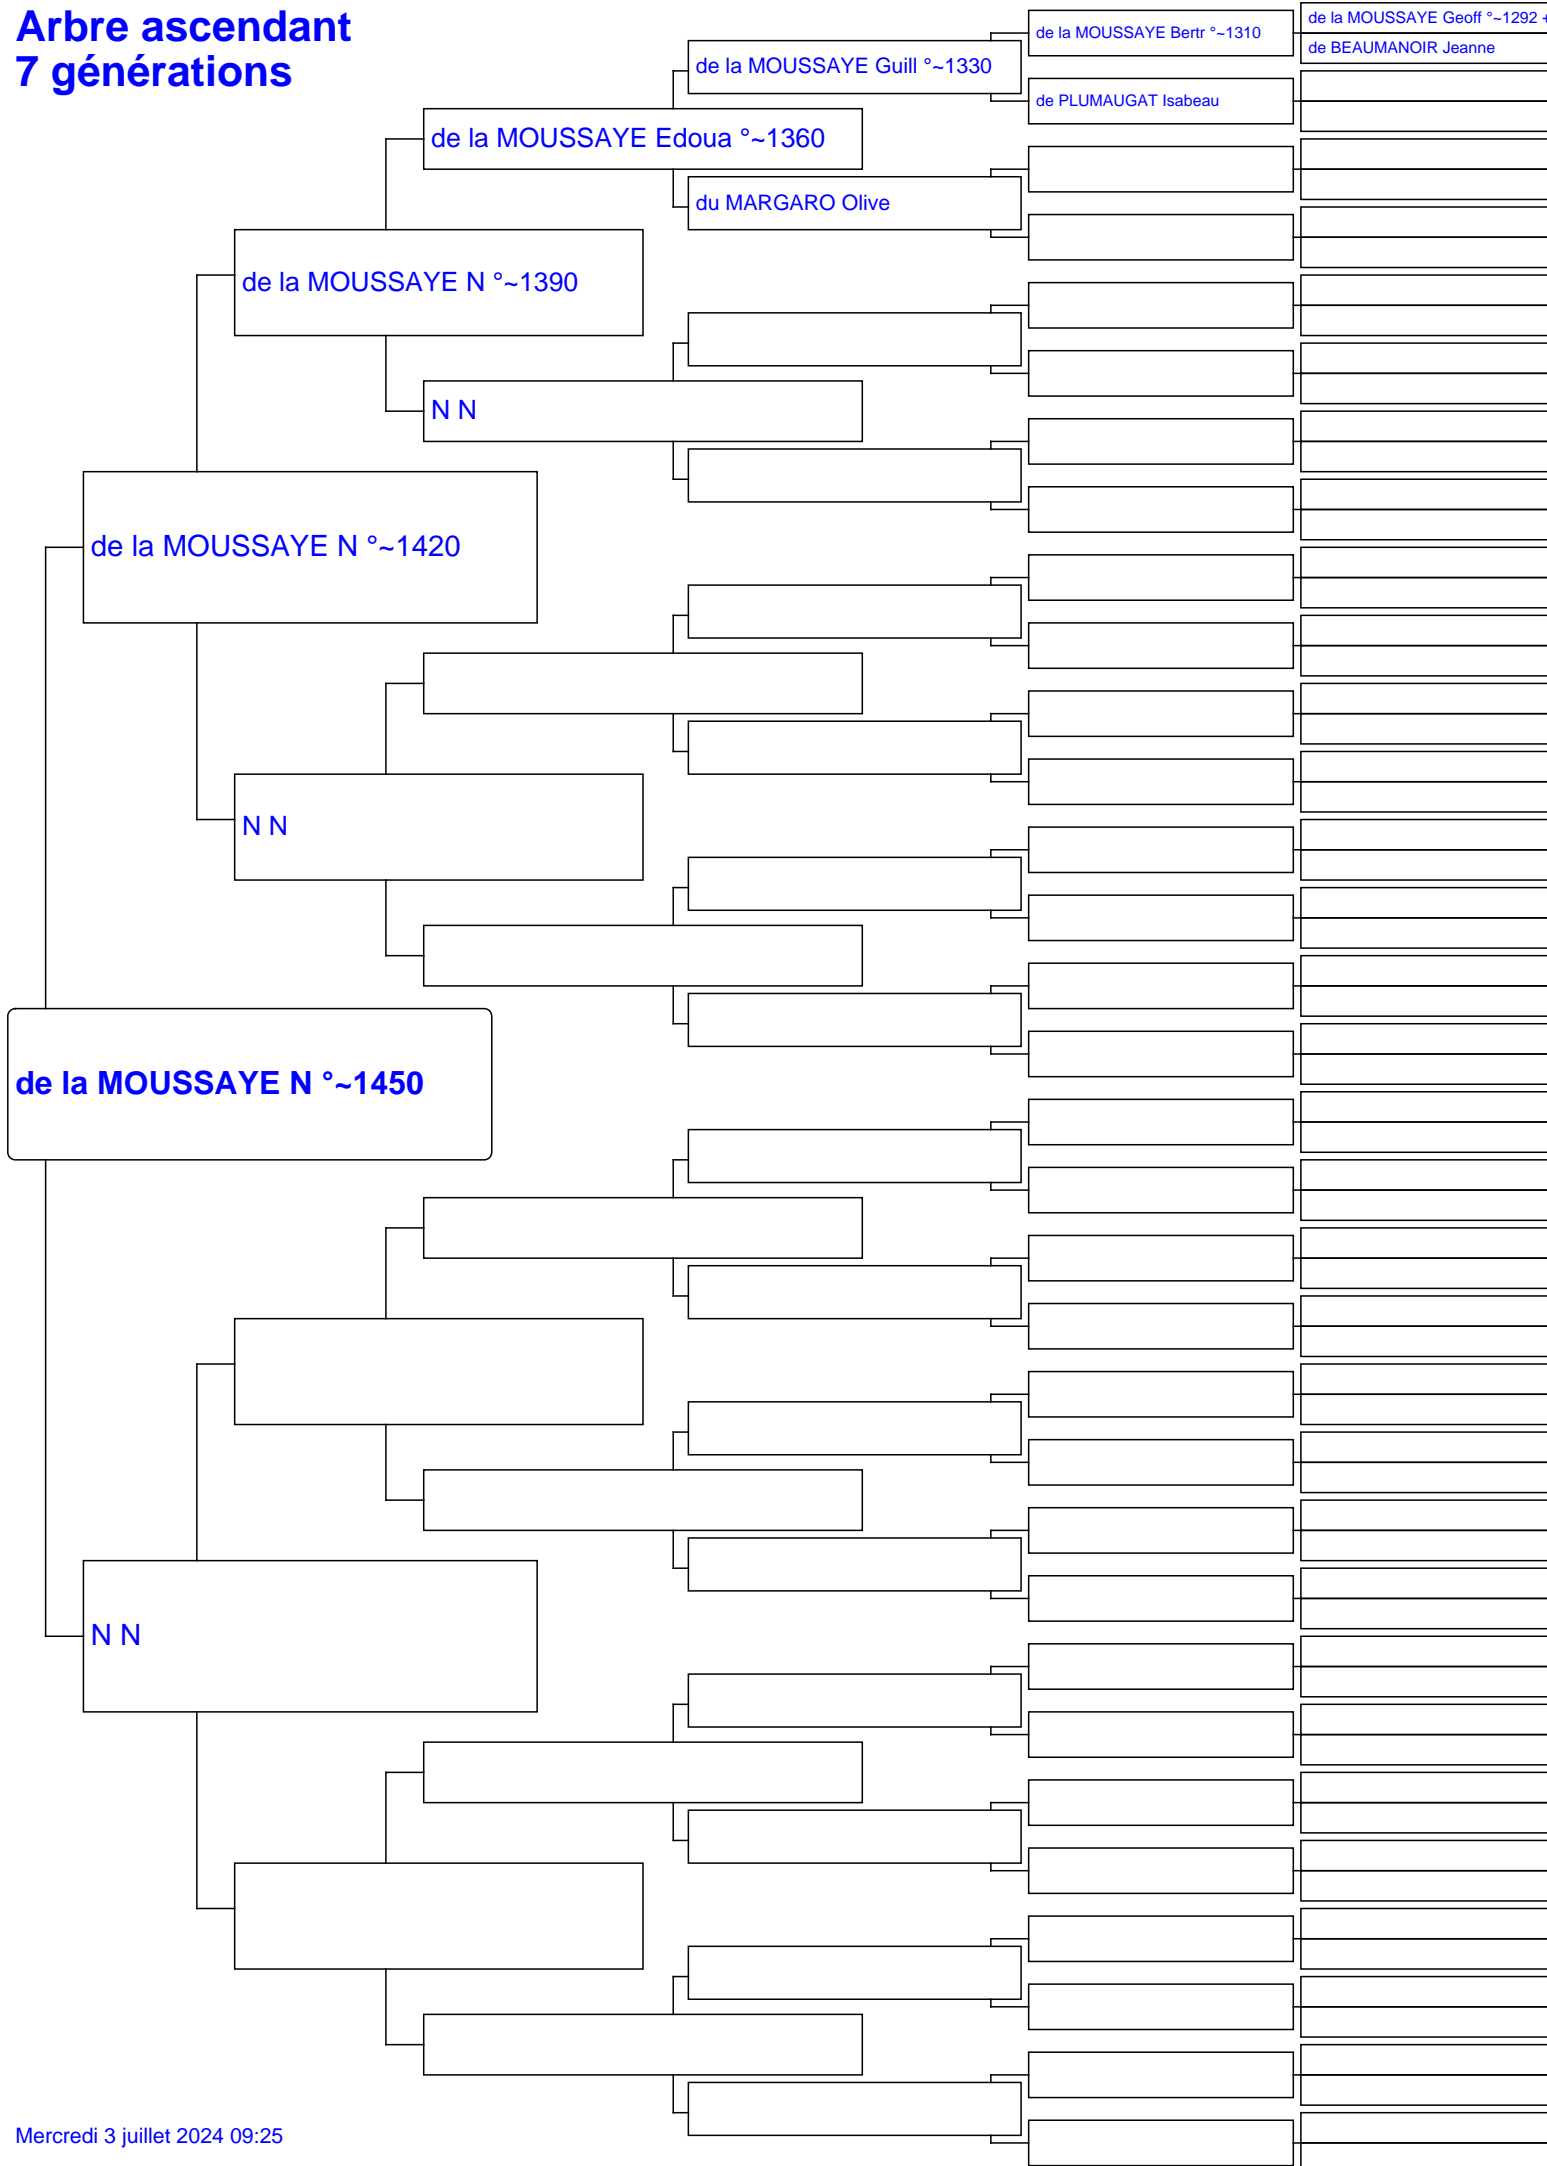 Arbre ascendant
7 générations
de la MOUSSAYE Geoff °~1292 +
de la MOUSSAYE Bertr °~1310
de BEAUMANOIR Jeanne
de la MOUSSAYE Guill °~1330
de PLUMAUGAT Isabeau
de la MOUSSAYE Edoua °~1360
du MARGARO Olive
de la MOUSSAYE N °~1390
N N
de la MOUSSAYE N °~1420
N N
de la MOUSSAYE N °~1450
N N
Mercredi 3 juillet 2024 09:25